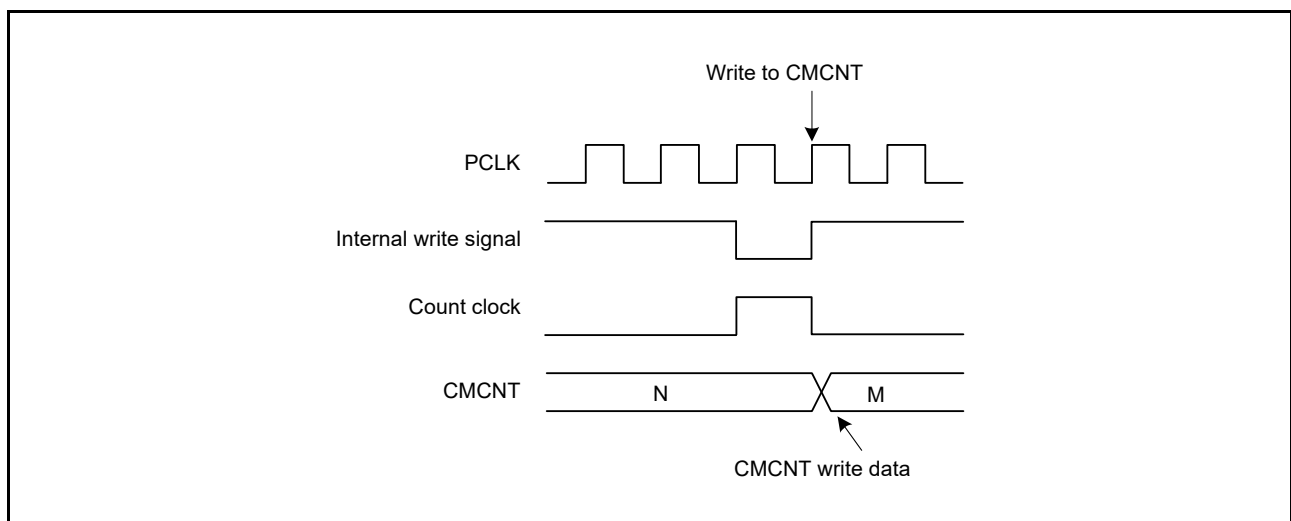 Write to CMCNT
PCLK
Internal write signal
Count clock
CMCNT
N
M
CMCNT write data